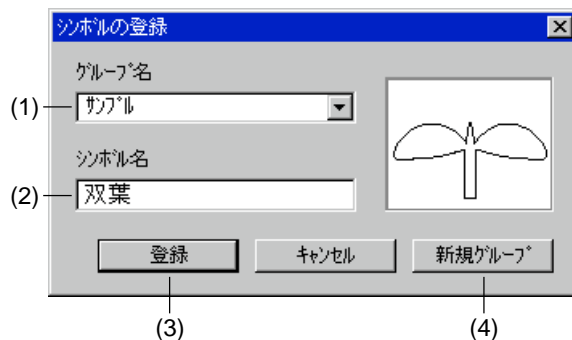 シンボルの登録
グループ名
(1) サンプル
シンボル名
(2) 双葉
登録 キャンセル 新規グループ
(3) (4)